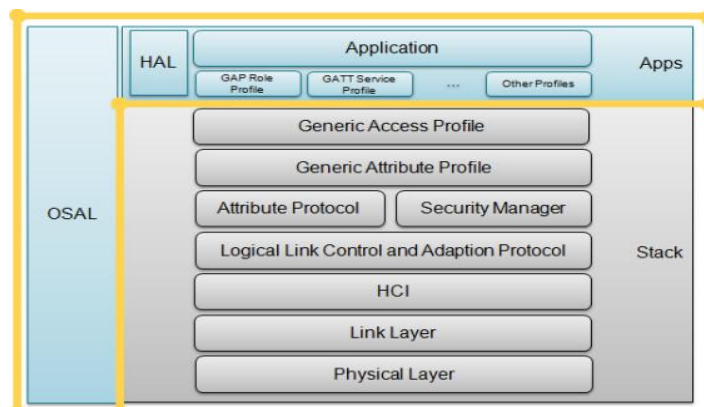 HAL
Application
Apps
GAP Role
Profile
GATT Service
Profile
...
Other Profiles
Generic Access Profile
Generic Attribute Profile
OSAL
Attribute Protocol
Security Manager
Logical Link Control and Adaption Protocol
Stack
HCI
Link Layer
Physical Layer